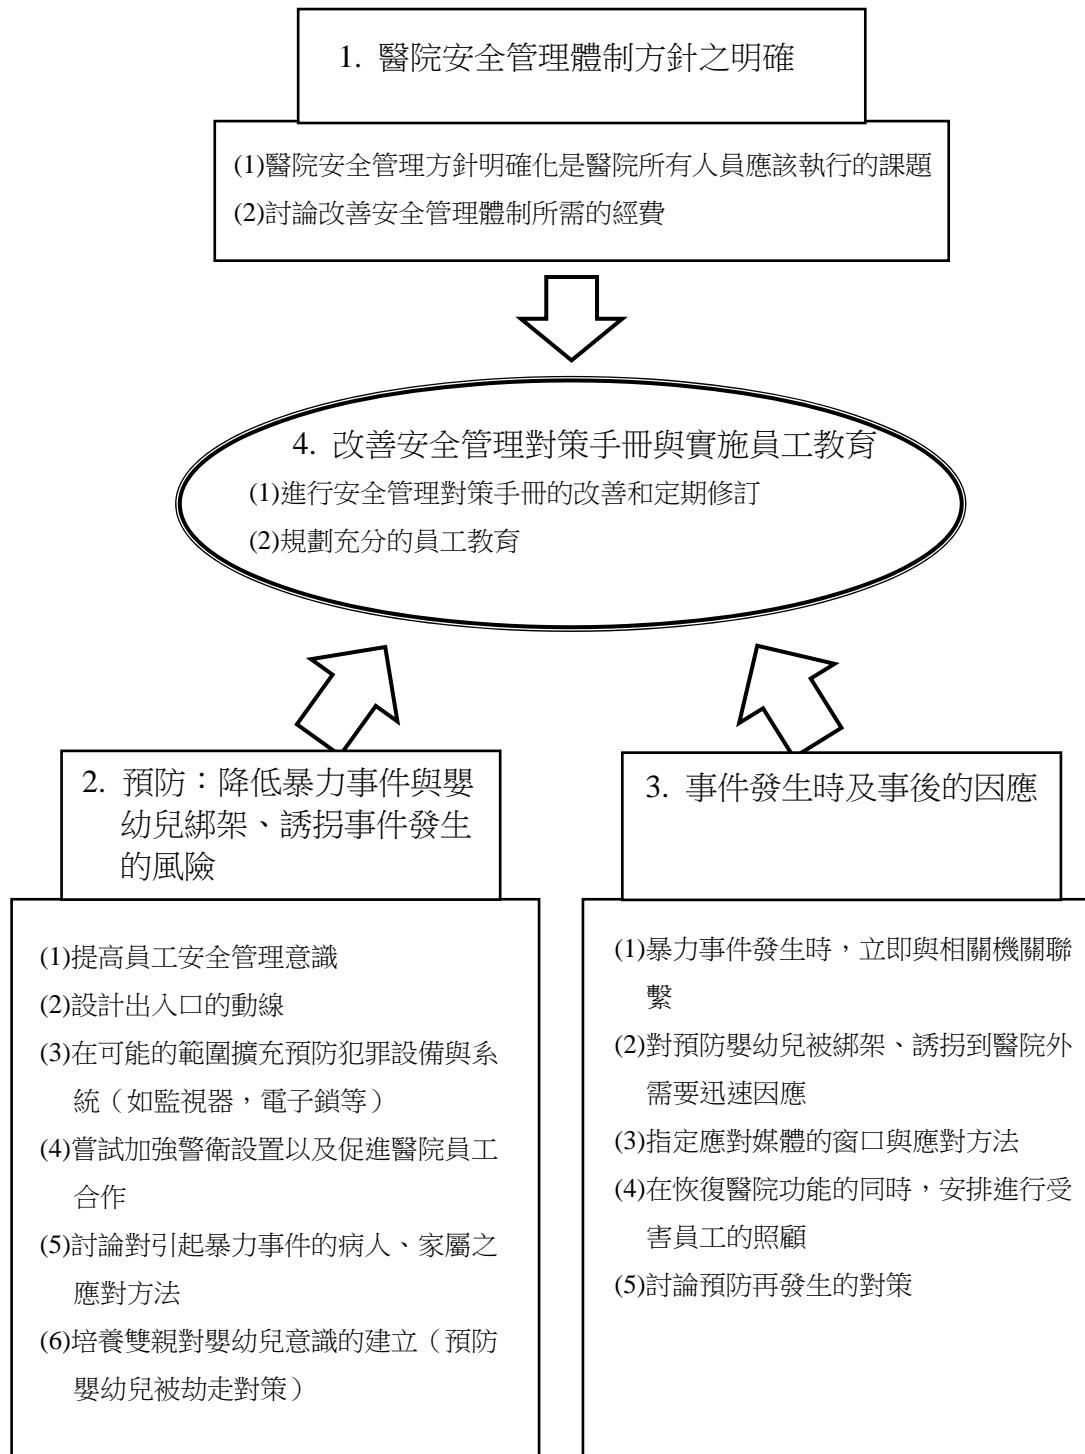 1. 醫院安全管理體制方針之明確
(1)醫院安全管理方針明確化是醫院所有人員應該執行的課題
(2)討論改善安全管理體制所需的經費
4. 改善安全管理對策手冊與實施員工教育
(1)進行安全管理對策手冊的改善和定期修訂
(2)規劃充分的員工教育
2. 預防：降低暴力事件與嬰
幼兒綁架、誘拐事件發生
的風險
(1)提高員工安全管理意識
(2)設計出入口的動線
(3)在可能的範圍擴充預防犯罪設備與系
統（如監視器，電子鎖等）
(4)嘗試加強警衛設置以及促進醫院員工
合作
(5)討論對引起暴力事件的病人、家屬之
應對方法
(6)培養雙親對嬰幼兒意識的建立（預防
嬰幼兒被劫走對策）
3. 事件發生時及事後的因應
(1)暴力事件發生時，立即與相關機關聯
繫
(2)對預防嬰幼兒被綁架、誘拐到醫院外
需要迅速因應
(3)指定應對媒體的窗口與應對方法
(4)在恢復醫院功能的同時，安排進行受
害員工的照顧
(5)討論預防再發生的對策